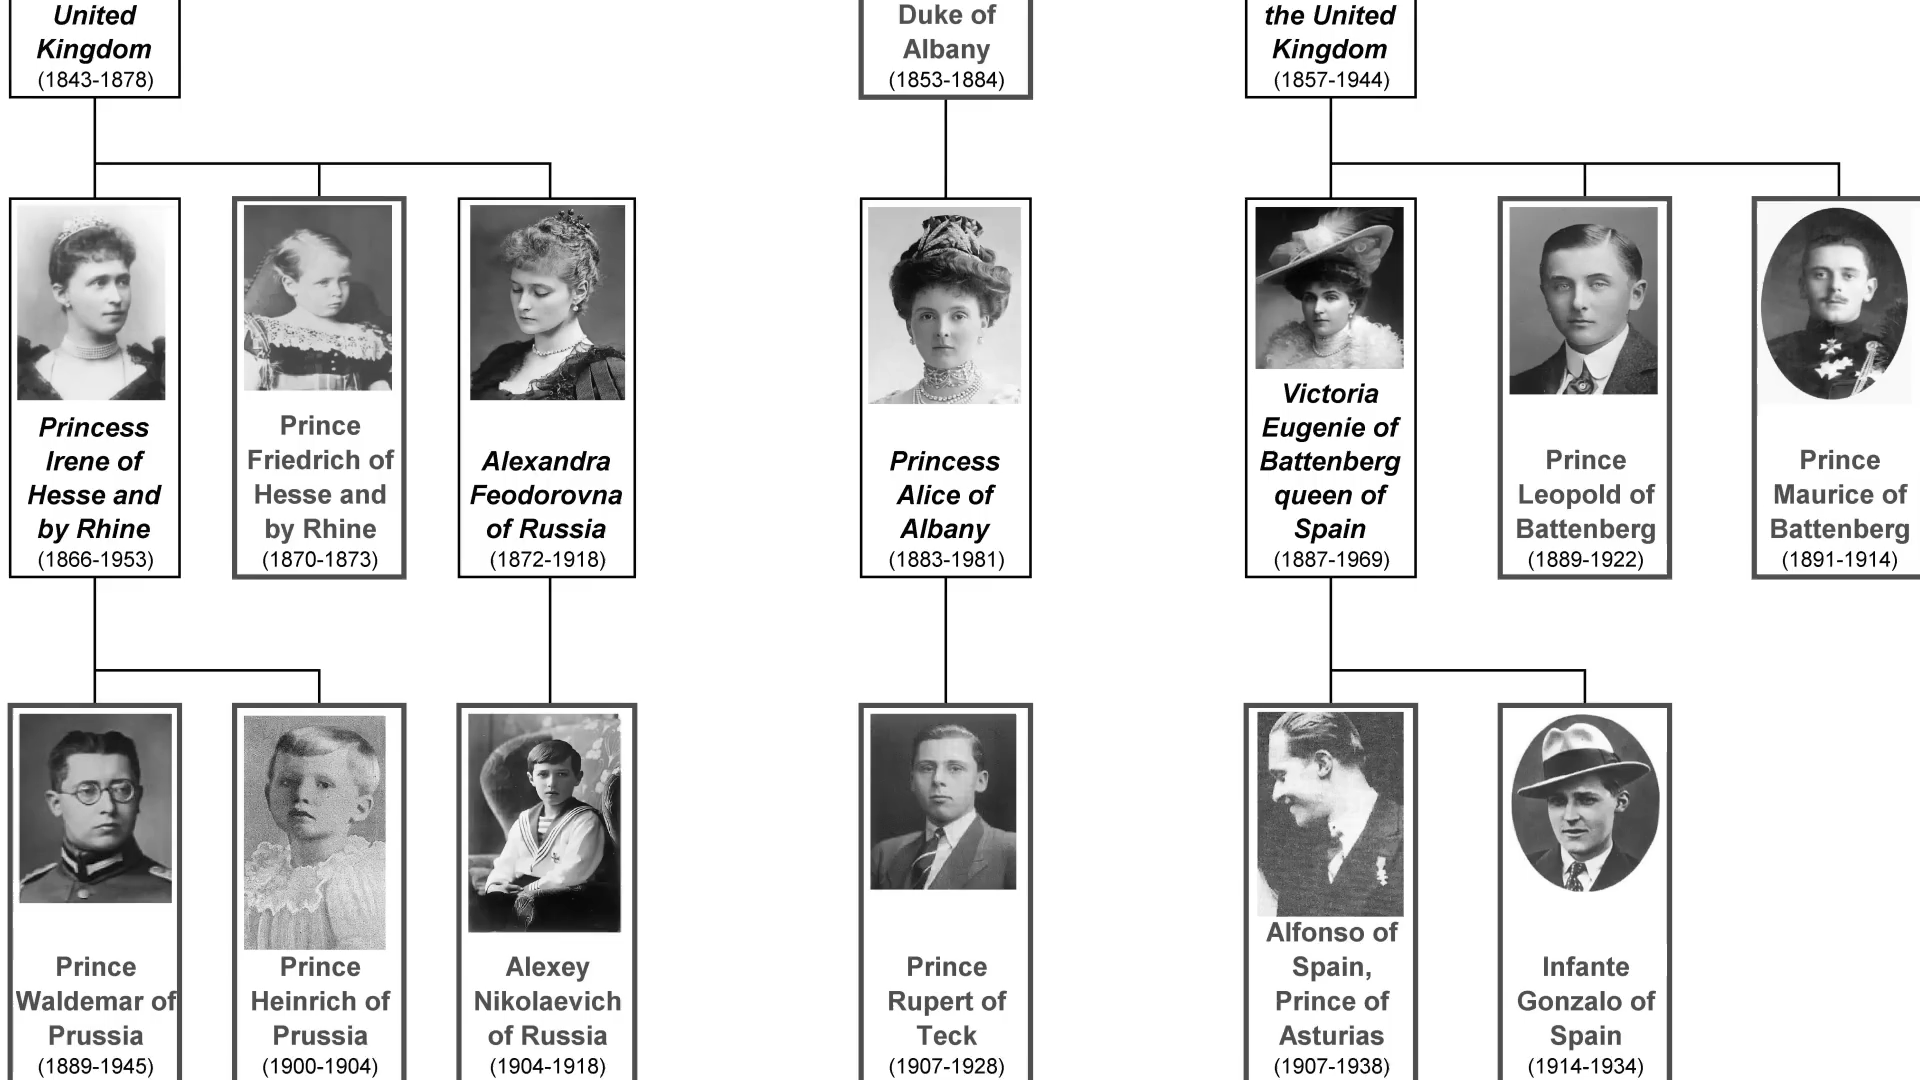 United
Kingdom
(1843-1878)
Duke of
Albany
(1853-1884)
the United
Kingdom
(1857-1944)
Princess
Irene of
Hesse and
by Rhine
(1866-1953)
Prince
Friedrich of
Hesse and
by Rhine
(1870-1873)
Alexandra
Feodorovna
of Russia
(1872-1918)
Princess
Alice of
Albany
(1883-1981)
Victoria
Eugenie of
Battenberg
queen of
Spain
(1887-1969)
Prince
Leopold of
Battenberg
(1889-1922)
Prince
Maurice of
Battenberg
(1891-1914)
Prince
Waldemar of
Prussia
(1889-1945)
Prince
Heinrich of
Prussia
(1900-1904)
Alexey
Nikolaevich
of Russia
(1904-1918)
Prince
Rupert of
Teck
(1907-1928)
Alfonso of
Spain,
Prince of
Asturias
(1907-1938)
Infante
Gonzalo of
Spain
(1914-1934)